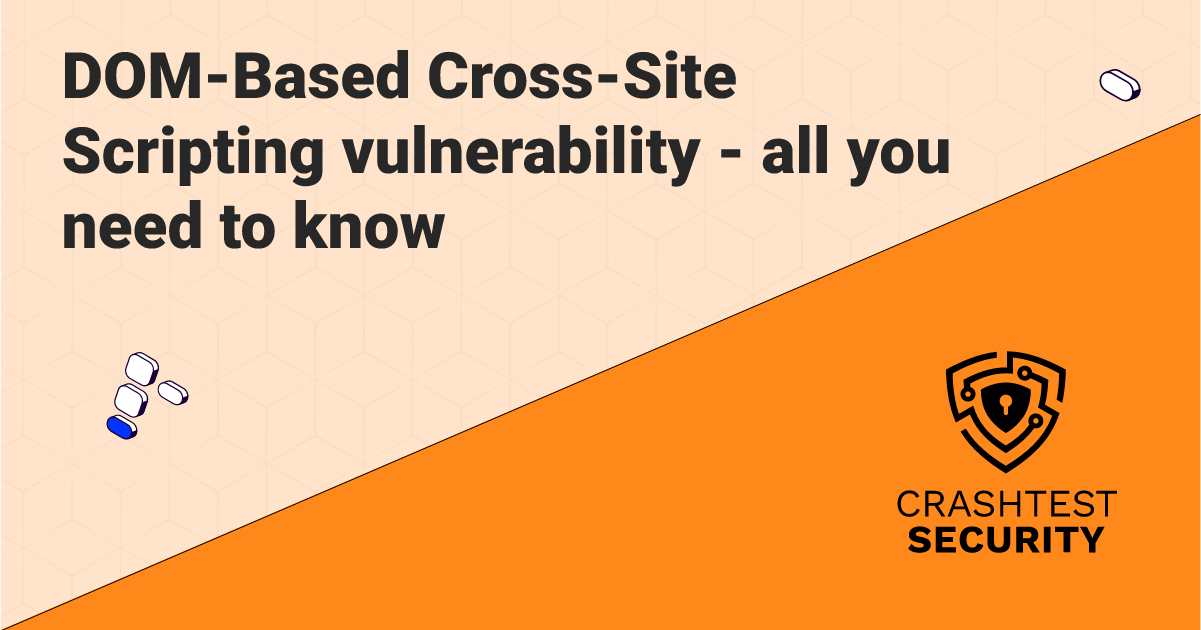 DOM-Based Cross-Site
Scripting vulnerability - all you
need to know
CRASHTEST
SECURITY